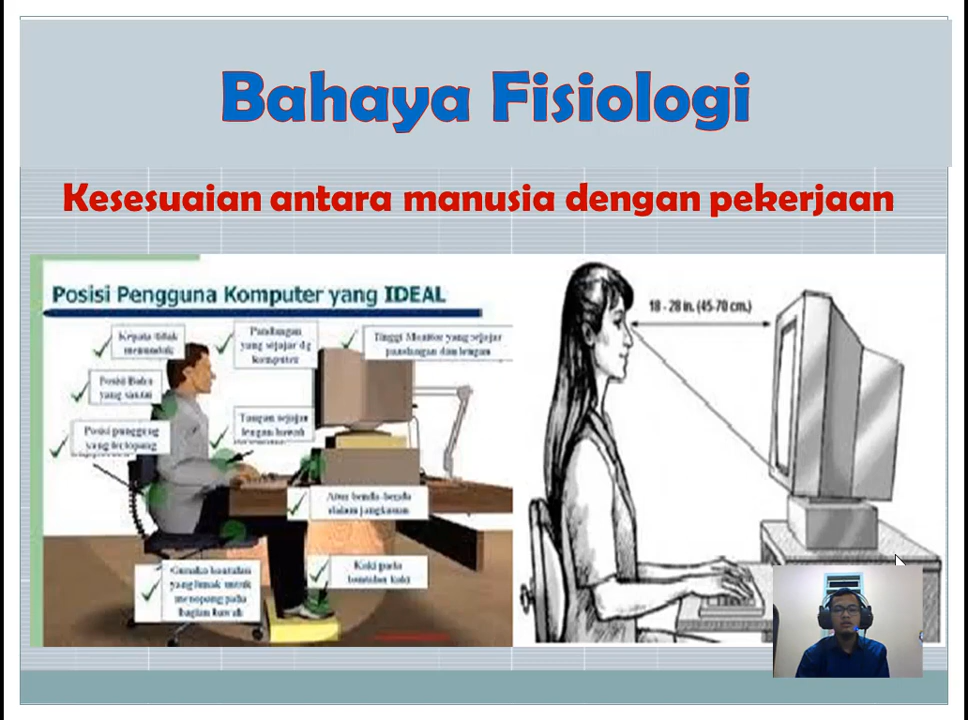 Bahaya Fisiologi
Kesesuaian antara manusia dengan pekerjaan
Posisi Pengguna Komputer yang IDEAL
Kepala tidak
menunduk
Pandangan
yang sejajar dg
komputer
Tinggi Monitor yang sejajar
pandangan dan lengan
Posisi Bahu
yang santai
Posisi punggung
yang tertopang
Tangan sejajar
lengan bawah
Atur benda-benda
dalam jangkauan
Gunakan bantalan
yang lunak untuk
menopang pada
bagian bawah
Kaki pada
bantalan kaki
18 - 28 in. (45-70 cm.)